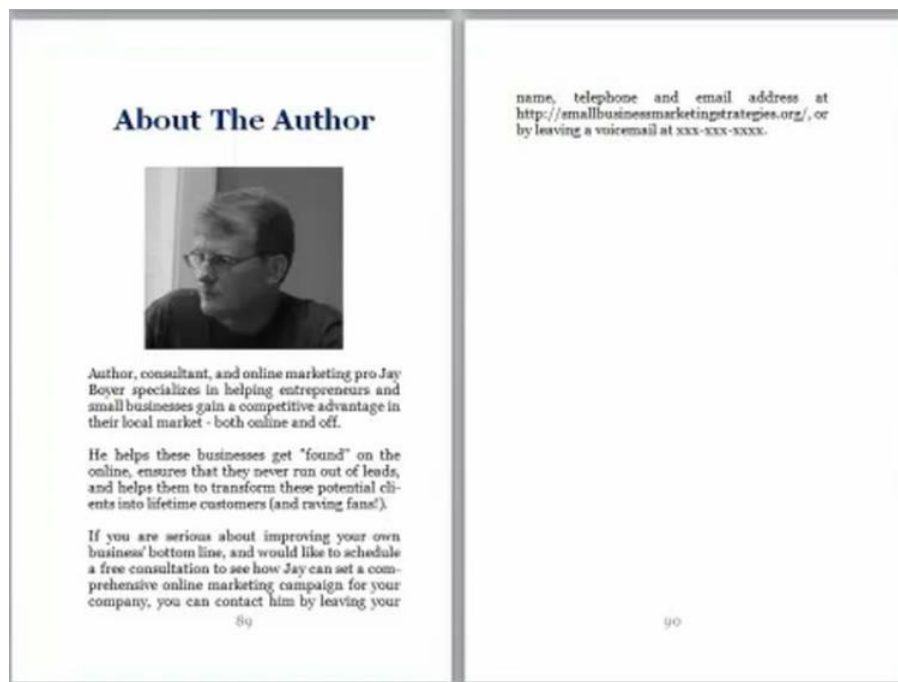 About The Author
Author, consultant, and online marketing pro Jay
Boyer specializes in helping entrepreneurs and
small businesses gain a competitive advantage in
their local market - both online and off.
He helps these businesses get "found" on the
online, ensures that they never run out of leads,
and helps them to transform these potential cli-
ents into lifetime customers (and raving fans!).
If you are serious about improving your own
business' bottom line, and would like to schedule
a free consultation to see how Jay can set a com-
prehensive online marketing campaign for your
company, you can contact him by leaving your
89
name, telephone and email address at
http://smallbusinessmarketingstrategies.org/, or
by leaving a voicemail at xxx-xxx-xxxx.
90